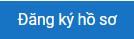 Đăng ký hồ sơ